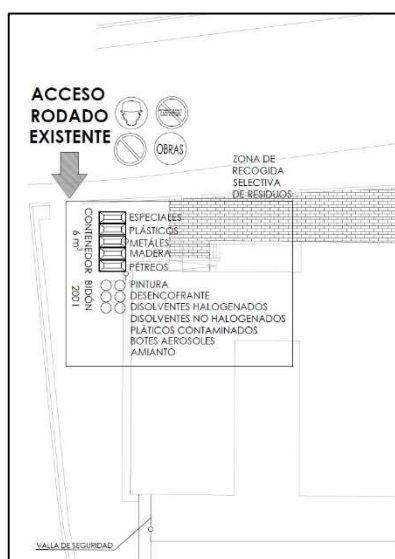 ACCESO
RODADO
EXISTENTE
OBRAS
ZONA DE
RECOGIDA
SELECTIVA
DE RESIDUOS
CONTENEDOR
6 m³
ESPECIALES
PLÁSTICOS
METÁLES
MADERA
PÉTREOS
BIDÓN
200 l
PINTURA
DESENCOFRANTE
DISOLVENTES HALOGENADOS
DISOLVENTES NO HALOGENADOS
PLÁTICOS CONTAMINADOS
BOTES AEROSOLES
AMIANTO
VALLA DE SEGURIDAD